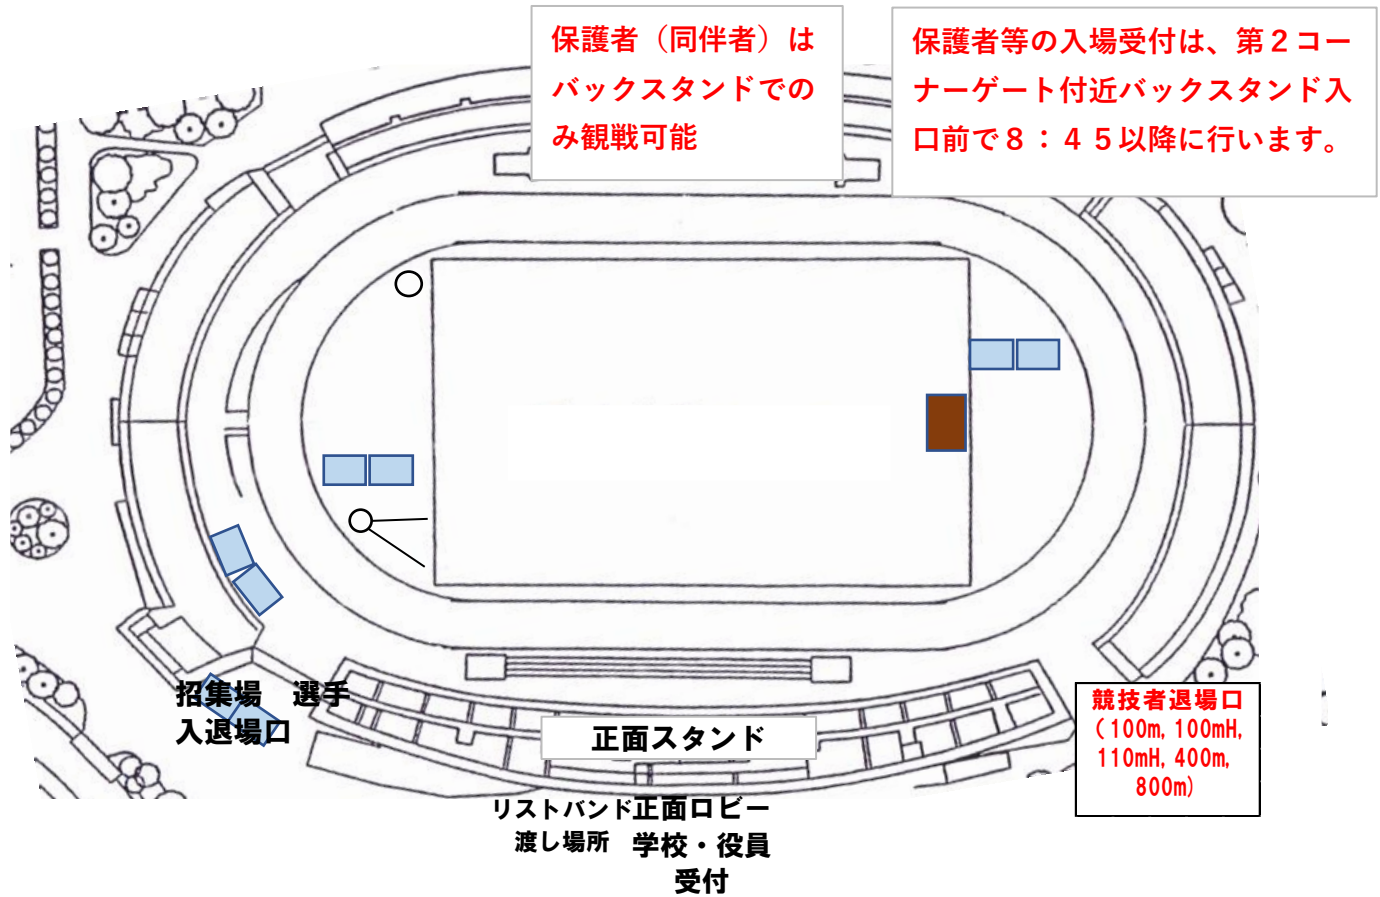 保護者（同伴者）は
バックスタンドでの
み観戦可能
保護者等の入場受付は、第２コー
ナーゲート付近バックスタンド入
口前で８：４５以降に行います。
招集場　選手
入退場口
正面スタンド
競技者退場口
（100m, 100mH,
110mH, 400m,
800m）
リストバンド
渡し場所
正面ロビー
学校・役員
受付